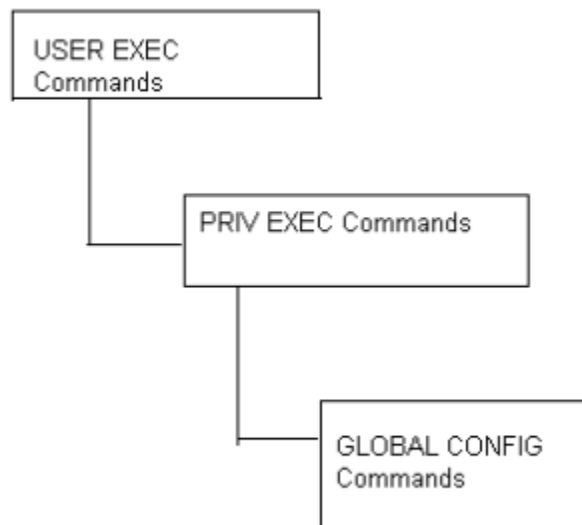 USER EXEC
Commands
PRIV EXEC Commands
GLOBAL CONFIG
Commands